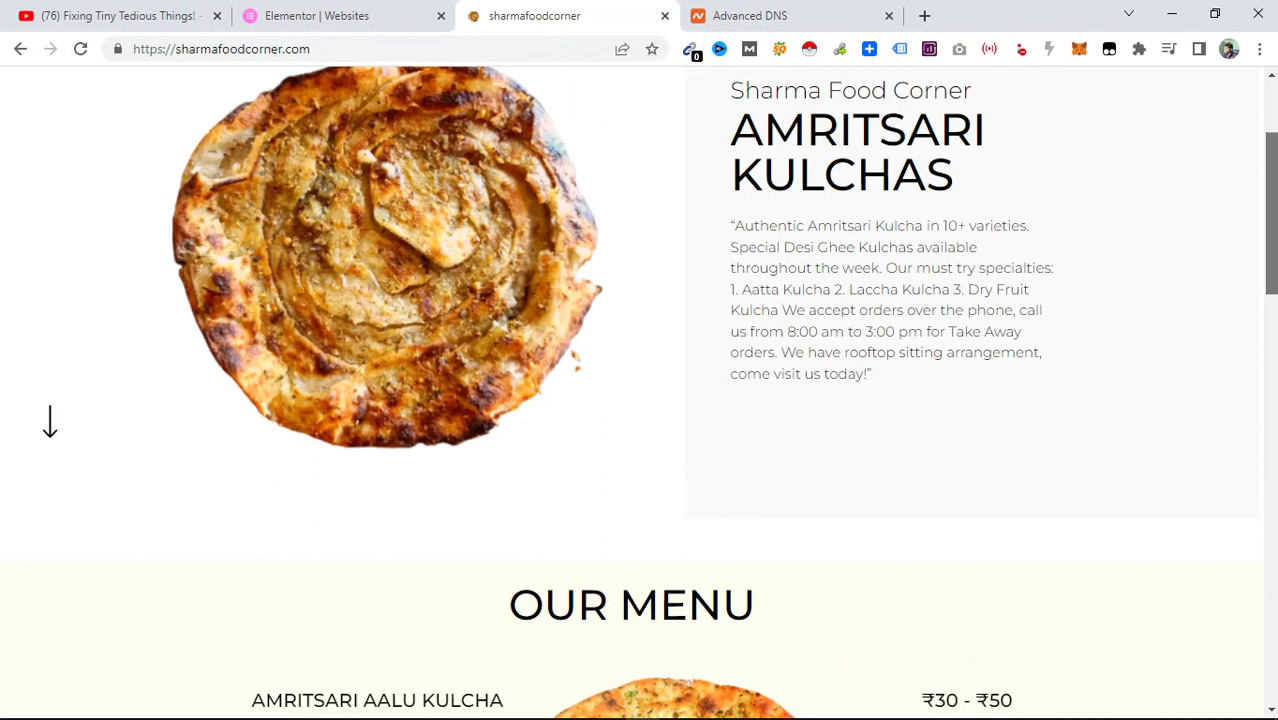 (76) Fixing Tiny Tedious Things! -
Elementor | Websites
sharmafoodcorner
Advanced DNS
https://sharmafoodcorner.com
0
Sharma Food Corner
AMRITSARI
KULCHAS
“Authentic Amritsari Kulcha in 10+ varieties.
Special Desi Ghee Kulchas available
throughout the week. Our must try specialties:
1. Aatta Kulcha 2. Laccha Kulcha 3. Dry Fruit
Kulcha We accept orders over the phone, call
us from 8:00 am to 3:00 pm for Take Away
orders. We have rooftop sitting arrangement,
come visit us today!”
OUR MENU
AMRITSARI AALU KULCHA
₹30 - ₹50